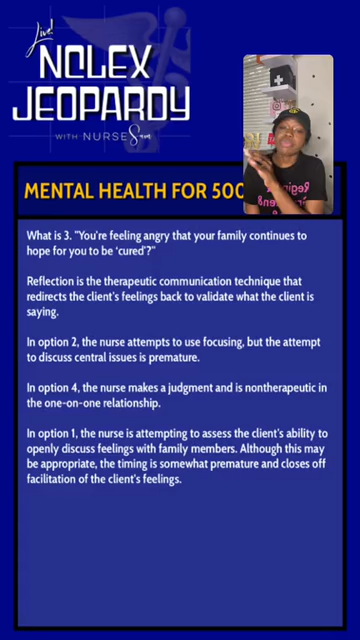 Live!
NCLEX
JEOPARDY
WITH NURSE Sam
MENTAL HEALTH FOR 500
What is 3. "You're feeling angry that your family continues to
hope for you to be 'cured'?"
Reflection is the therapeutic communication technique that
redirects the client's feelings back to validate what the client is
saying.
In option 2, the nurse attempts to use focusing, but the attempt
to discuss central issues is premature.
In option 4, the nurse makes a judgment and is nontherapeutic in
the one-on-one relationship.
In option 1, the nurse is attempting to assess the client's ability to
openly discuss feelings with family members. Although this may
be appropriate, the timing is somewhat premature and closes off
facilitation of the client's feelings.